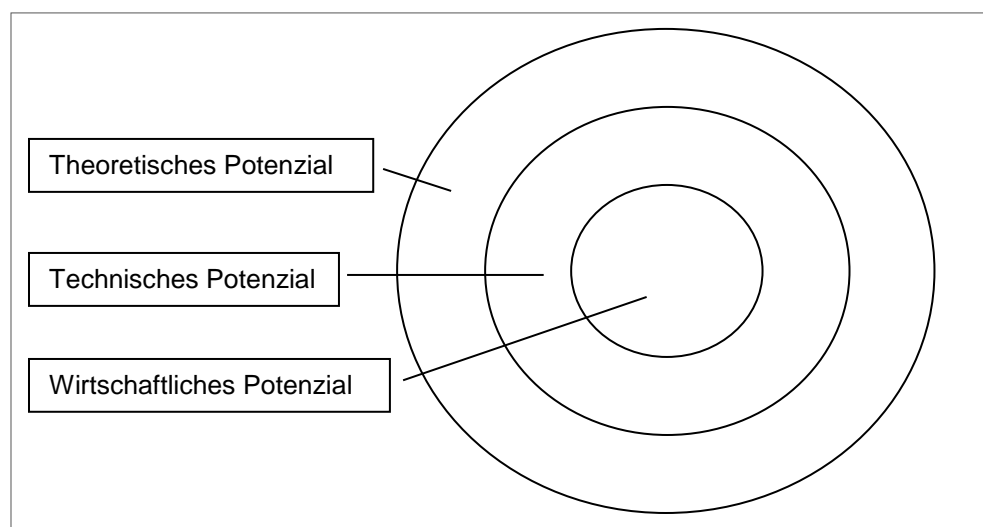 Theoretisches Potenzial
Technisches Potenzial
Wirtschaftliches Potenzial